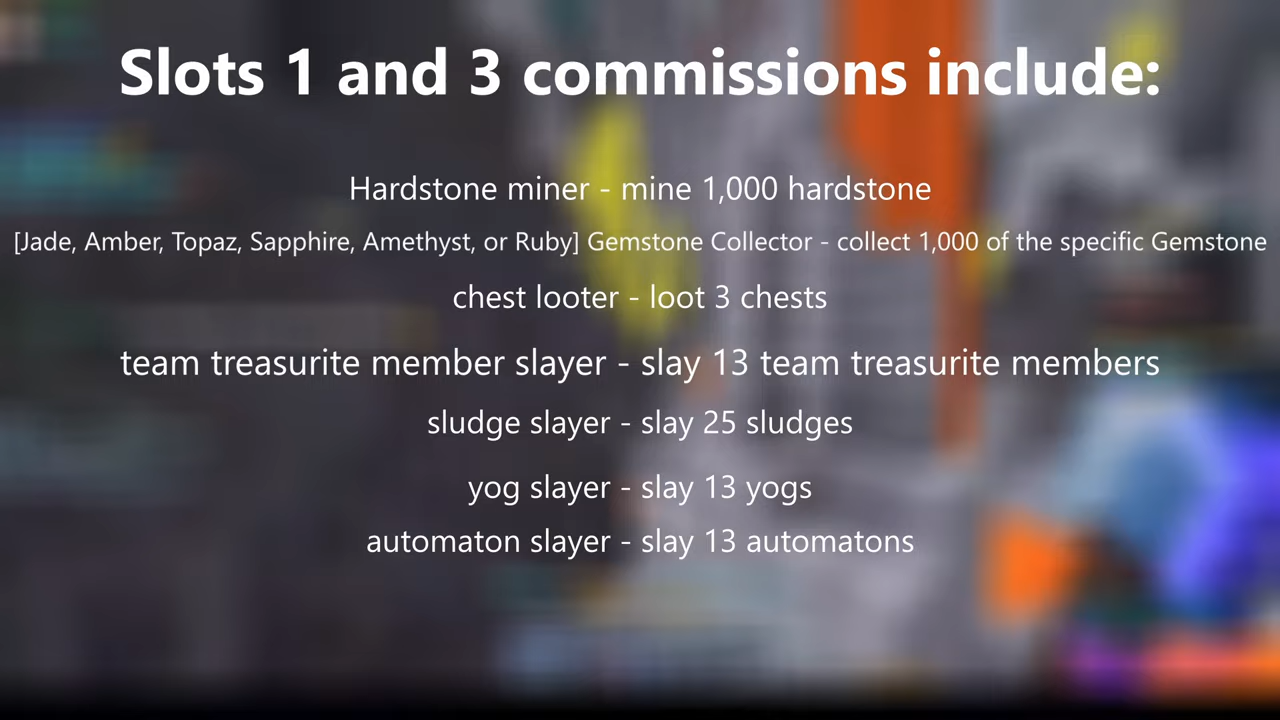 Slots 1 and 3 commissions include:
Hardstone miner - mine 1,000 hardstone
[Jade, Amber, Topaz, Sapphire, Amethyst, or Ruby] Gemstone Collector - collect 1,000 of the specific Gemstone
chest looter - loot 3 chests
team treasurite member slayer - slay 13 team treasurite members
sludge slayer - slay 25 sludges
yog slayer - slay 13 yogs
automaton slayer - slay 13 automatons